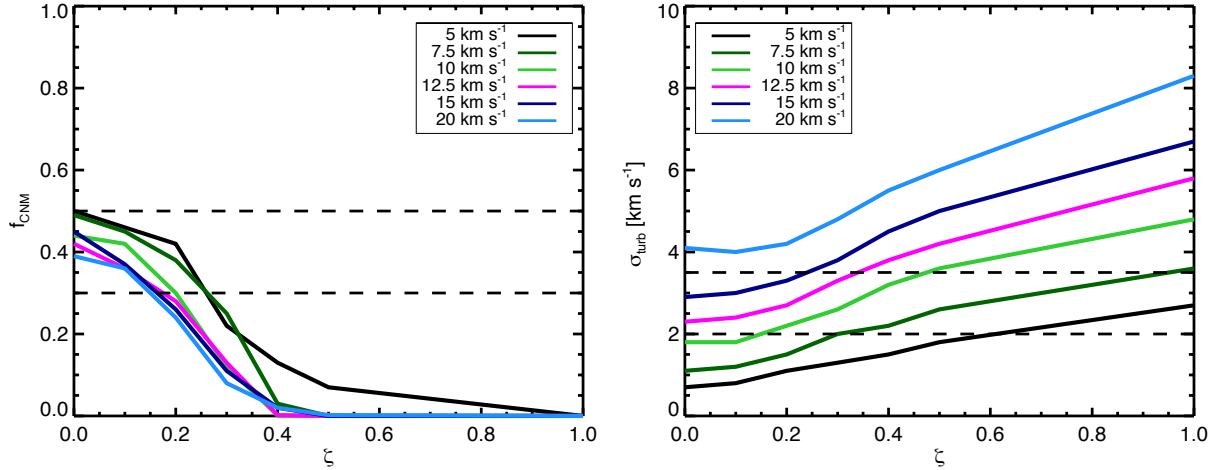 5 km s⁻¹
7.5 km s⁻¹
10 km s⁻¹
12.5 km s⁻¹
15 km s⁻¹
20 km s⁻¹
1.0
0.8
0.6
0.4
0.2
0.0
f_CNM
0.0 0.2 0.4 0.6 0.8 1.0
ζ
5 km s⁻¹
7.5 km s⁻¹
10 km s⁻¹
12.5 km s⁻¹
15 km s⁻¹
20 km s⁻¹
10
8
6
4
2
0
σ_turb [km s⁻¹]
0.0 0.2 0.4 0.6 0.8 1.0
ζ